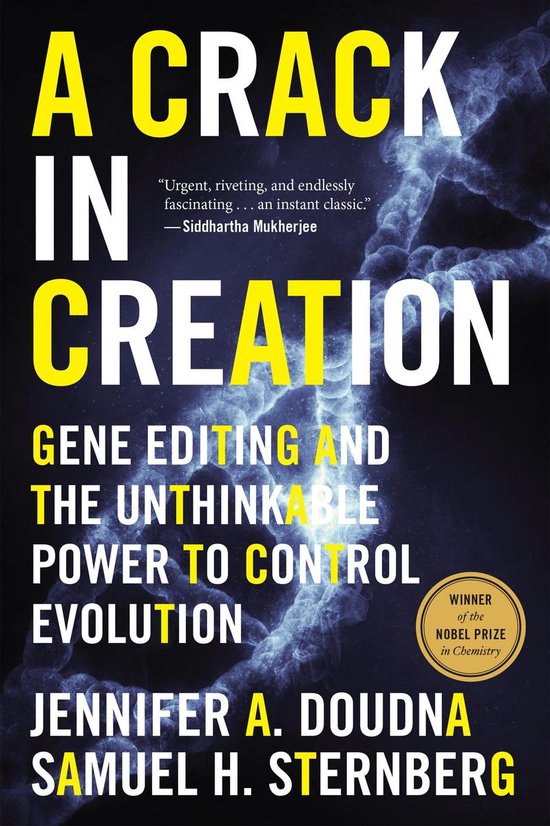 A CRACK
IN
“Urgent, riveting, and endlessly
fascinating . . . an instant classic.”
—Siddhartha Mukherjee
CREATION
GENE EDITING AND
THE UNTHINKABLE
POWER TO CONTROL
EVOLUTION
WINNER
of the
NOBEL PRIZE
in Chemistry
JENNIFER A. DOUDNA
SAMUEL H. STERNBERG